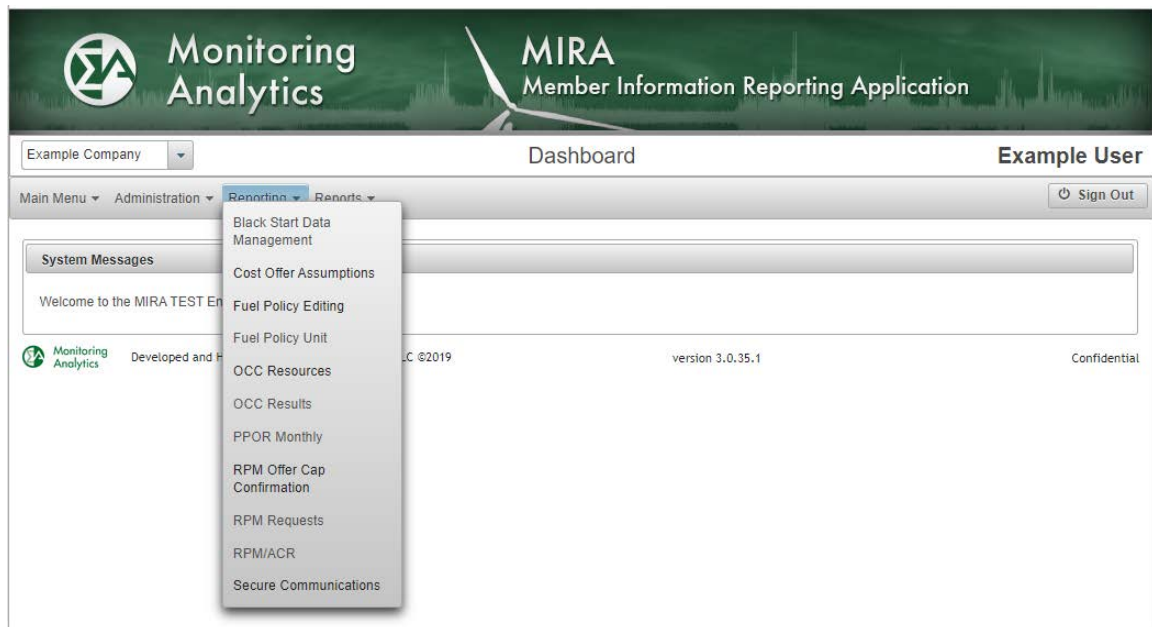 Monitoring
Analytics
MIRA
Member Information Reporting Application
Example Company
Dashboard
Example User
Main Menu Administration Reporting Reports
Sign Out
Black Start Data
Management
System Messages
Cost Offer Assumptions
Welcome to the MIRA TEST En
Fuel Policy Editing
Fuel Policy Unit
Monitoring
Analytics
Developed and H
LC ©2019
version 3.0.35.1
Confidential
OCC Resources
OCC Results
PPOR Monthly
RPM Offer Cap
Confirmation
RPM Requests
RPM/ACR
Secure Communications